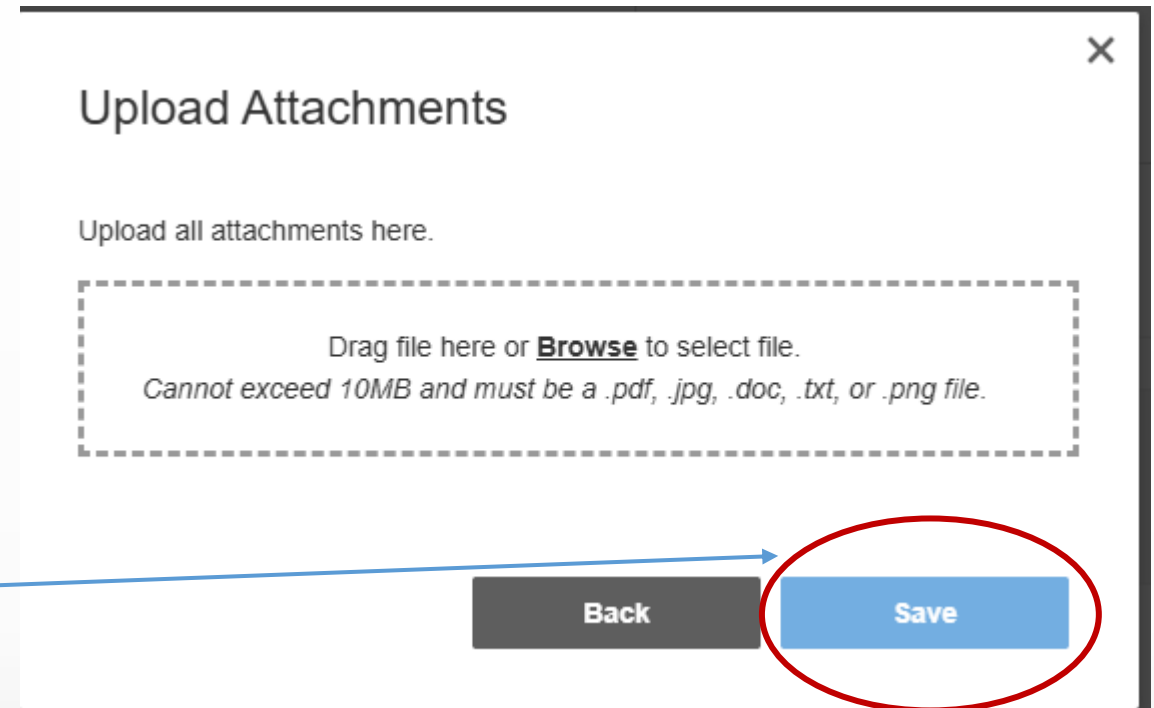 Upload Attachments
Upload all attachments here.
Drag file here or Browse to select file.
Cannot exceed 10MB and must be a .pdf, .jpg, .doc, .txt, or .png file.
Back Save